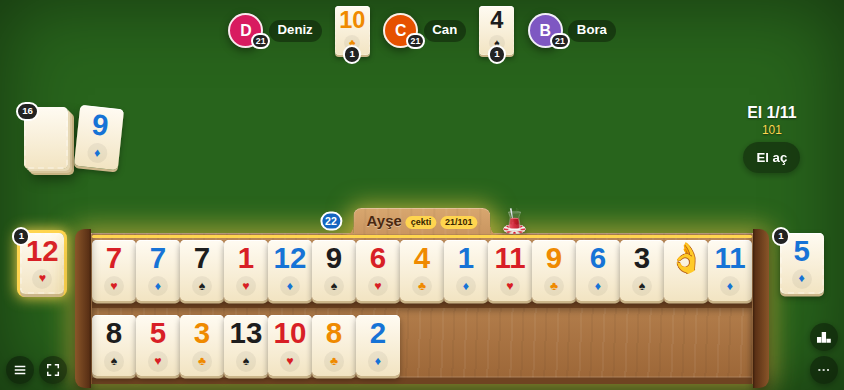 D 21 Deniz 10 1 C 21 Can 4 1 B 21 Bora
16 9
El 1/11
101
El aç
22 Ayşe çekti 21/101
1 12
7 7 7 1 12 9 6 4 1 11 9 6 3 11
1 5
8 5 3 13 10 8 2